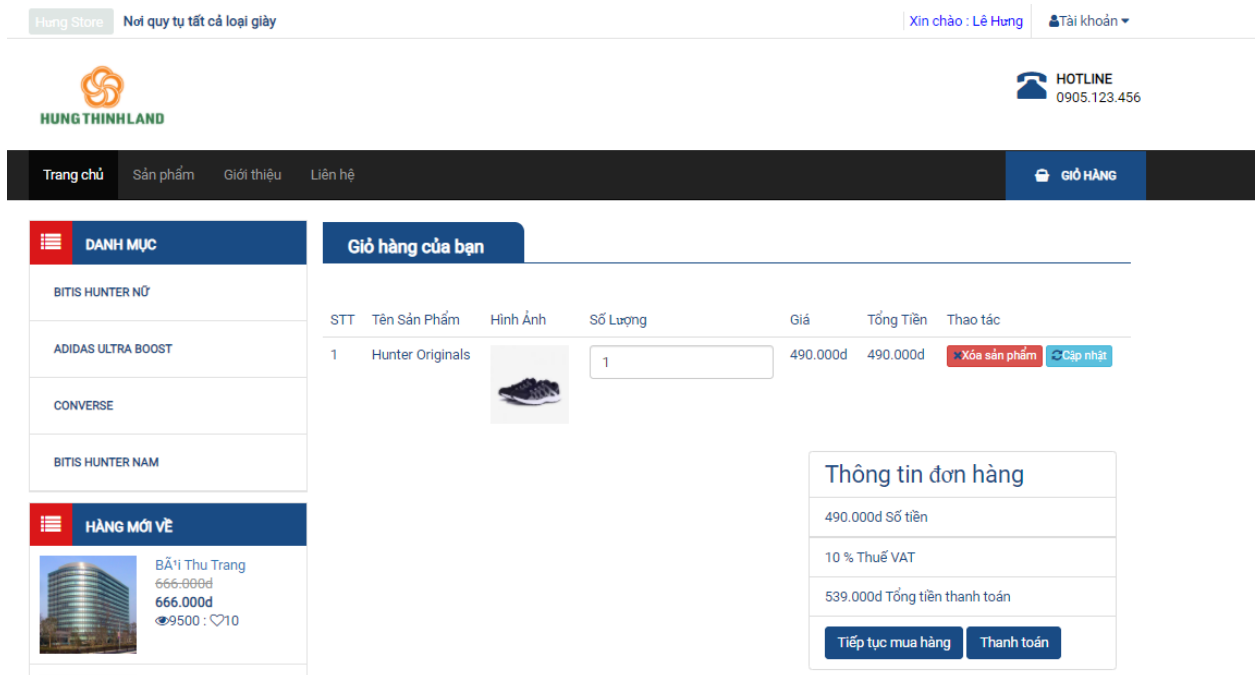 Hung Store Nơi quy tụ tất cả loại giày
Xin chào : Lê Hưng Tài khoản
HUNG THINH LAND
HOTLINE
0905.123.456
Trang chủ Sản phẩm Giới thiệu Liên hệ GIỎ HÀNG
DANH MỤC
BITIS HUNTER NỮ
ADIDAS ULTRA BOOST
CONVERSE
BITIS HUNTER NAM
HÀNG MỚI VỀ
BÃ¹i Thu Trang
666.000đ
666.000đ
9500 : 10
Giỏ hàng của bạn
STT Tên Sản Phẩm Hình Ảnh Số Lượng Giá Tổng Tiền Thao tác
1 Hunter Originals 1 490.000đ 490.000đ Xóa sản phẩm Cập nhật
Thông tin đơn hàng
490.000đ Số tiền
10 % Thuế VAT
539.000đ Tổng tiền thanh toán
Tiếp tục mua hàng Thanh toán